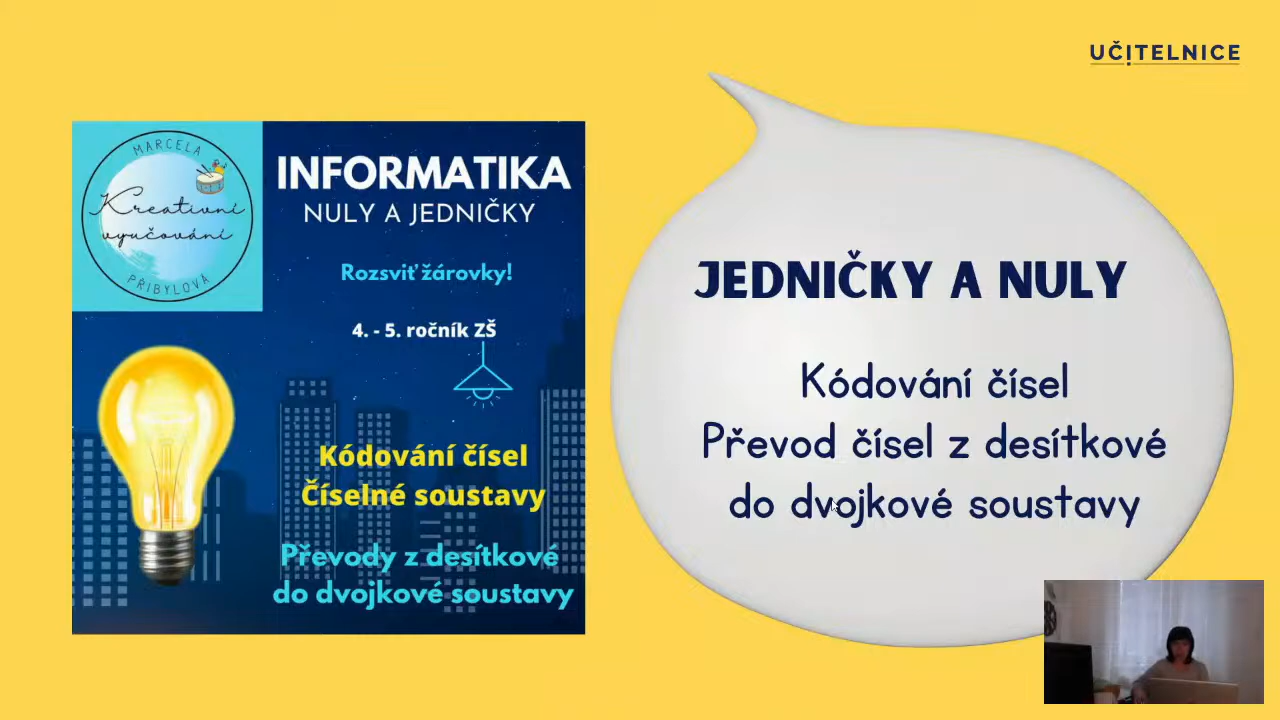 UČITELNICE
MARCELA
Kreativní
vyučování
PŘIBYLOVÁ
INFORMATIKA
NULY A JEDNIČKY
Rozsviť žárovky!
4. - 5. ročník ZŠ
Kódování čísel
Číselné soustavy
Převody z desítkové
do dvojkové soustavy
JEDNIČKY A NULY
Kódování čísel
Převod čísel z desítkové
do dvojkové soustavy